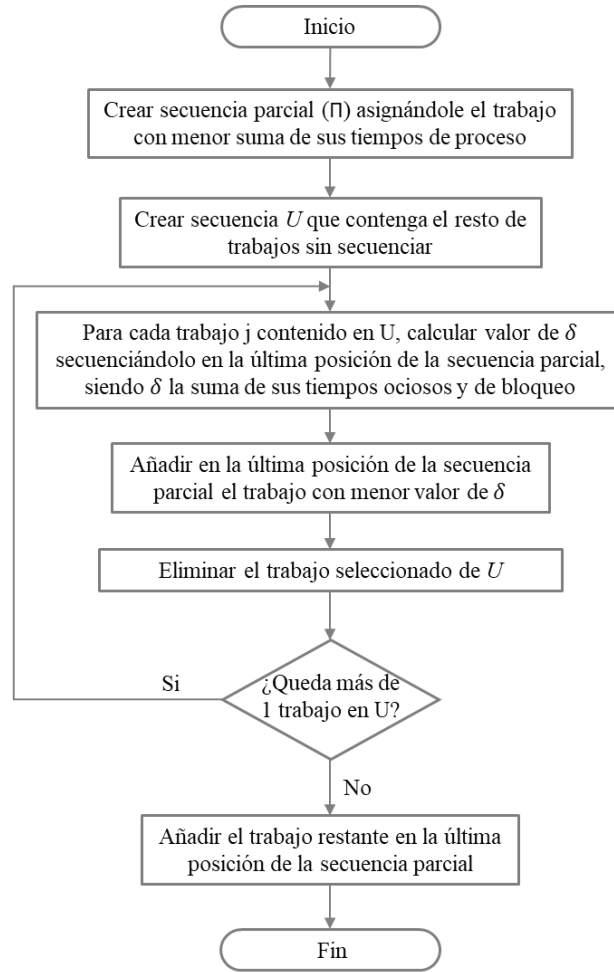 Inicio
Crear secuencia parcial (Π) asignándole el trabajo
con menor suma de sus tiempos de proceso
Crear secuencia U que contenga el resto de
trabajos sin secuenciar
Para cada trabajo j contenido en U, calcular valor de δ
secuenciándolo en la última posición de la secuencia parcial,
siendo δ la suma de sus tiempos ociosos y de bloqueo
Añadir en la última posición de la secuencia
parcial el trabajo con menor valor de δ
Eliminar el trabajo seleccionado de U
¿Queda más de
1 trabajo en U?
Si
No
Añadir el trabajo restante en la última
posición de la secuencia parcial
Fin